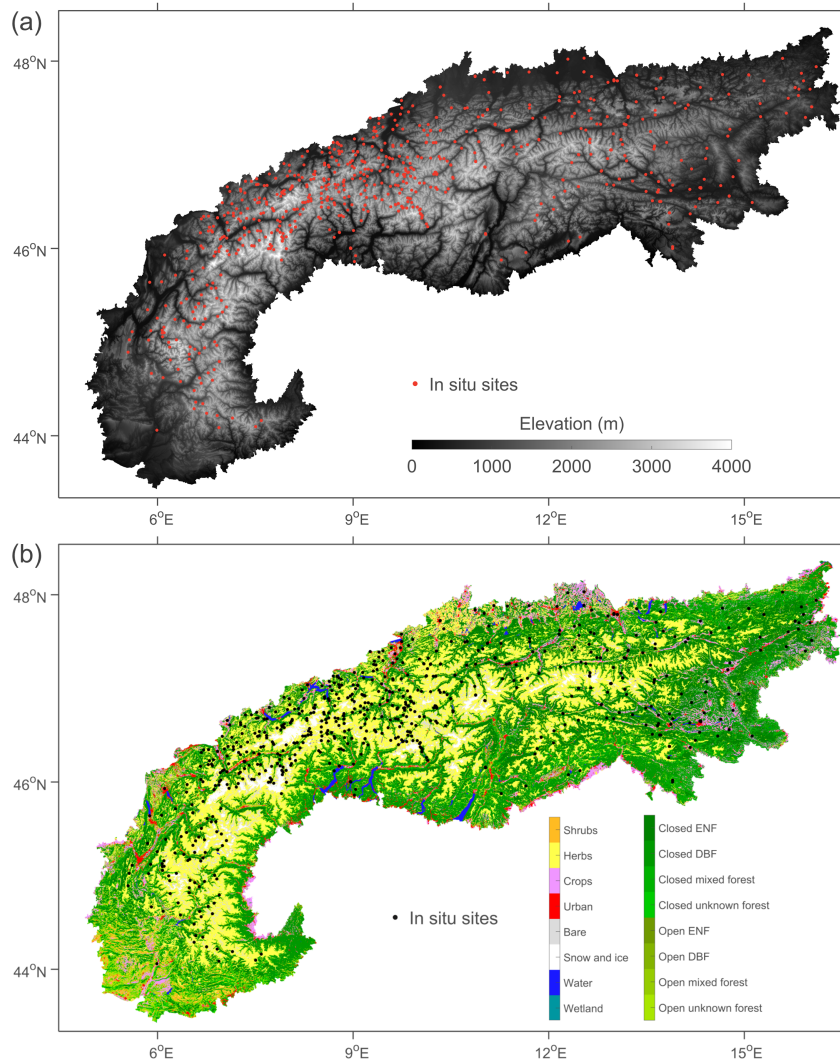 (a)
48°N
46°N
44°N
In situ sites
Elevation (m)
0 1000 2000 3000 4000
6°E 9°E 12°E 15°E
(b)
48°N
46°N
44°N
Shrubs
Herbs
Crops
Urban
Bare
Snow and ice
Water
Wetland
Closed ENF
Closed DBF
Closed mixed forest
Closed unknown forest
Open ENF
Open DBF
Open mixed forest
Open unknown forest
In situ sites
6°E 9°E 12°E 15°E